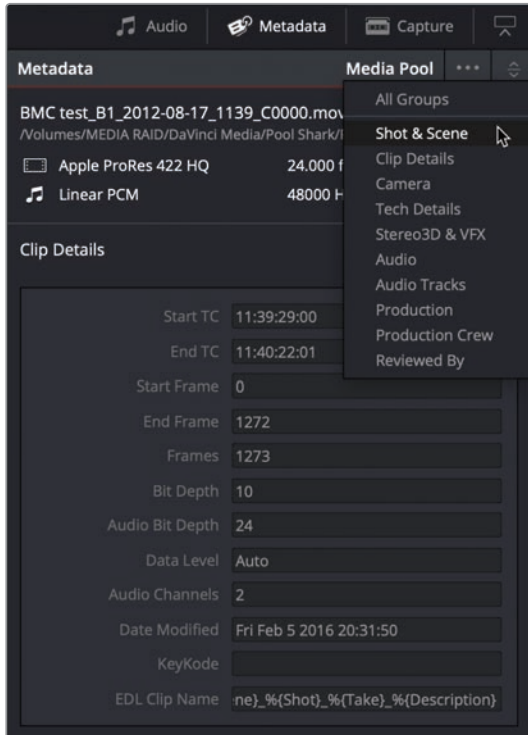 Audio Metadata Capture
Metadata Media Pool
BMC test_B1_2012-08-17_1139_C0000.mov
/Volumes/MEDIA RAID/DaVinci Media/Pool Shark/
Apple ProRes 422 HQ 24.000 f
Linear PCM 48000 H
All Groups
Shot & Scene
Clip Details
Camera
Tech Details
Stereo3D & VFX
Audio
Audio Tracks
Production
Production Crew
Reviewed By
Clip Details
Start TC 11:39:29:00
End TC 11:40:22:01
Start Frame 0
End Frame 1272
Frames 1273
Bit Depth 10
Audio Bit Depth 24
Data Level Auto
Audio Channels 2
Date Modified Fri Feb 5 2016 20:31:50
KeyKode
EDL Clip Name ne}_%{Shot}_%{Take}_%{Description}